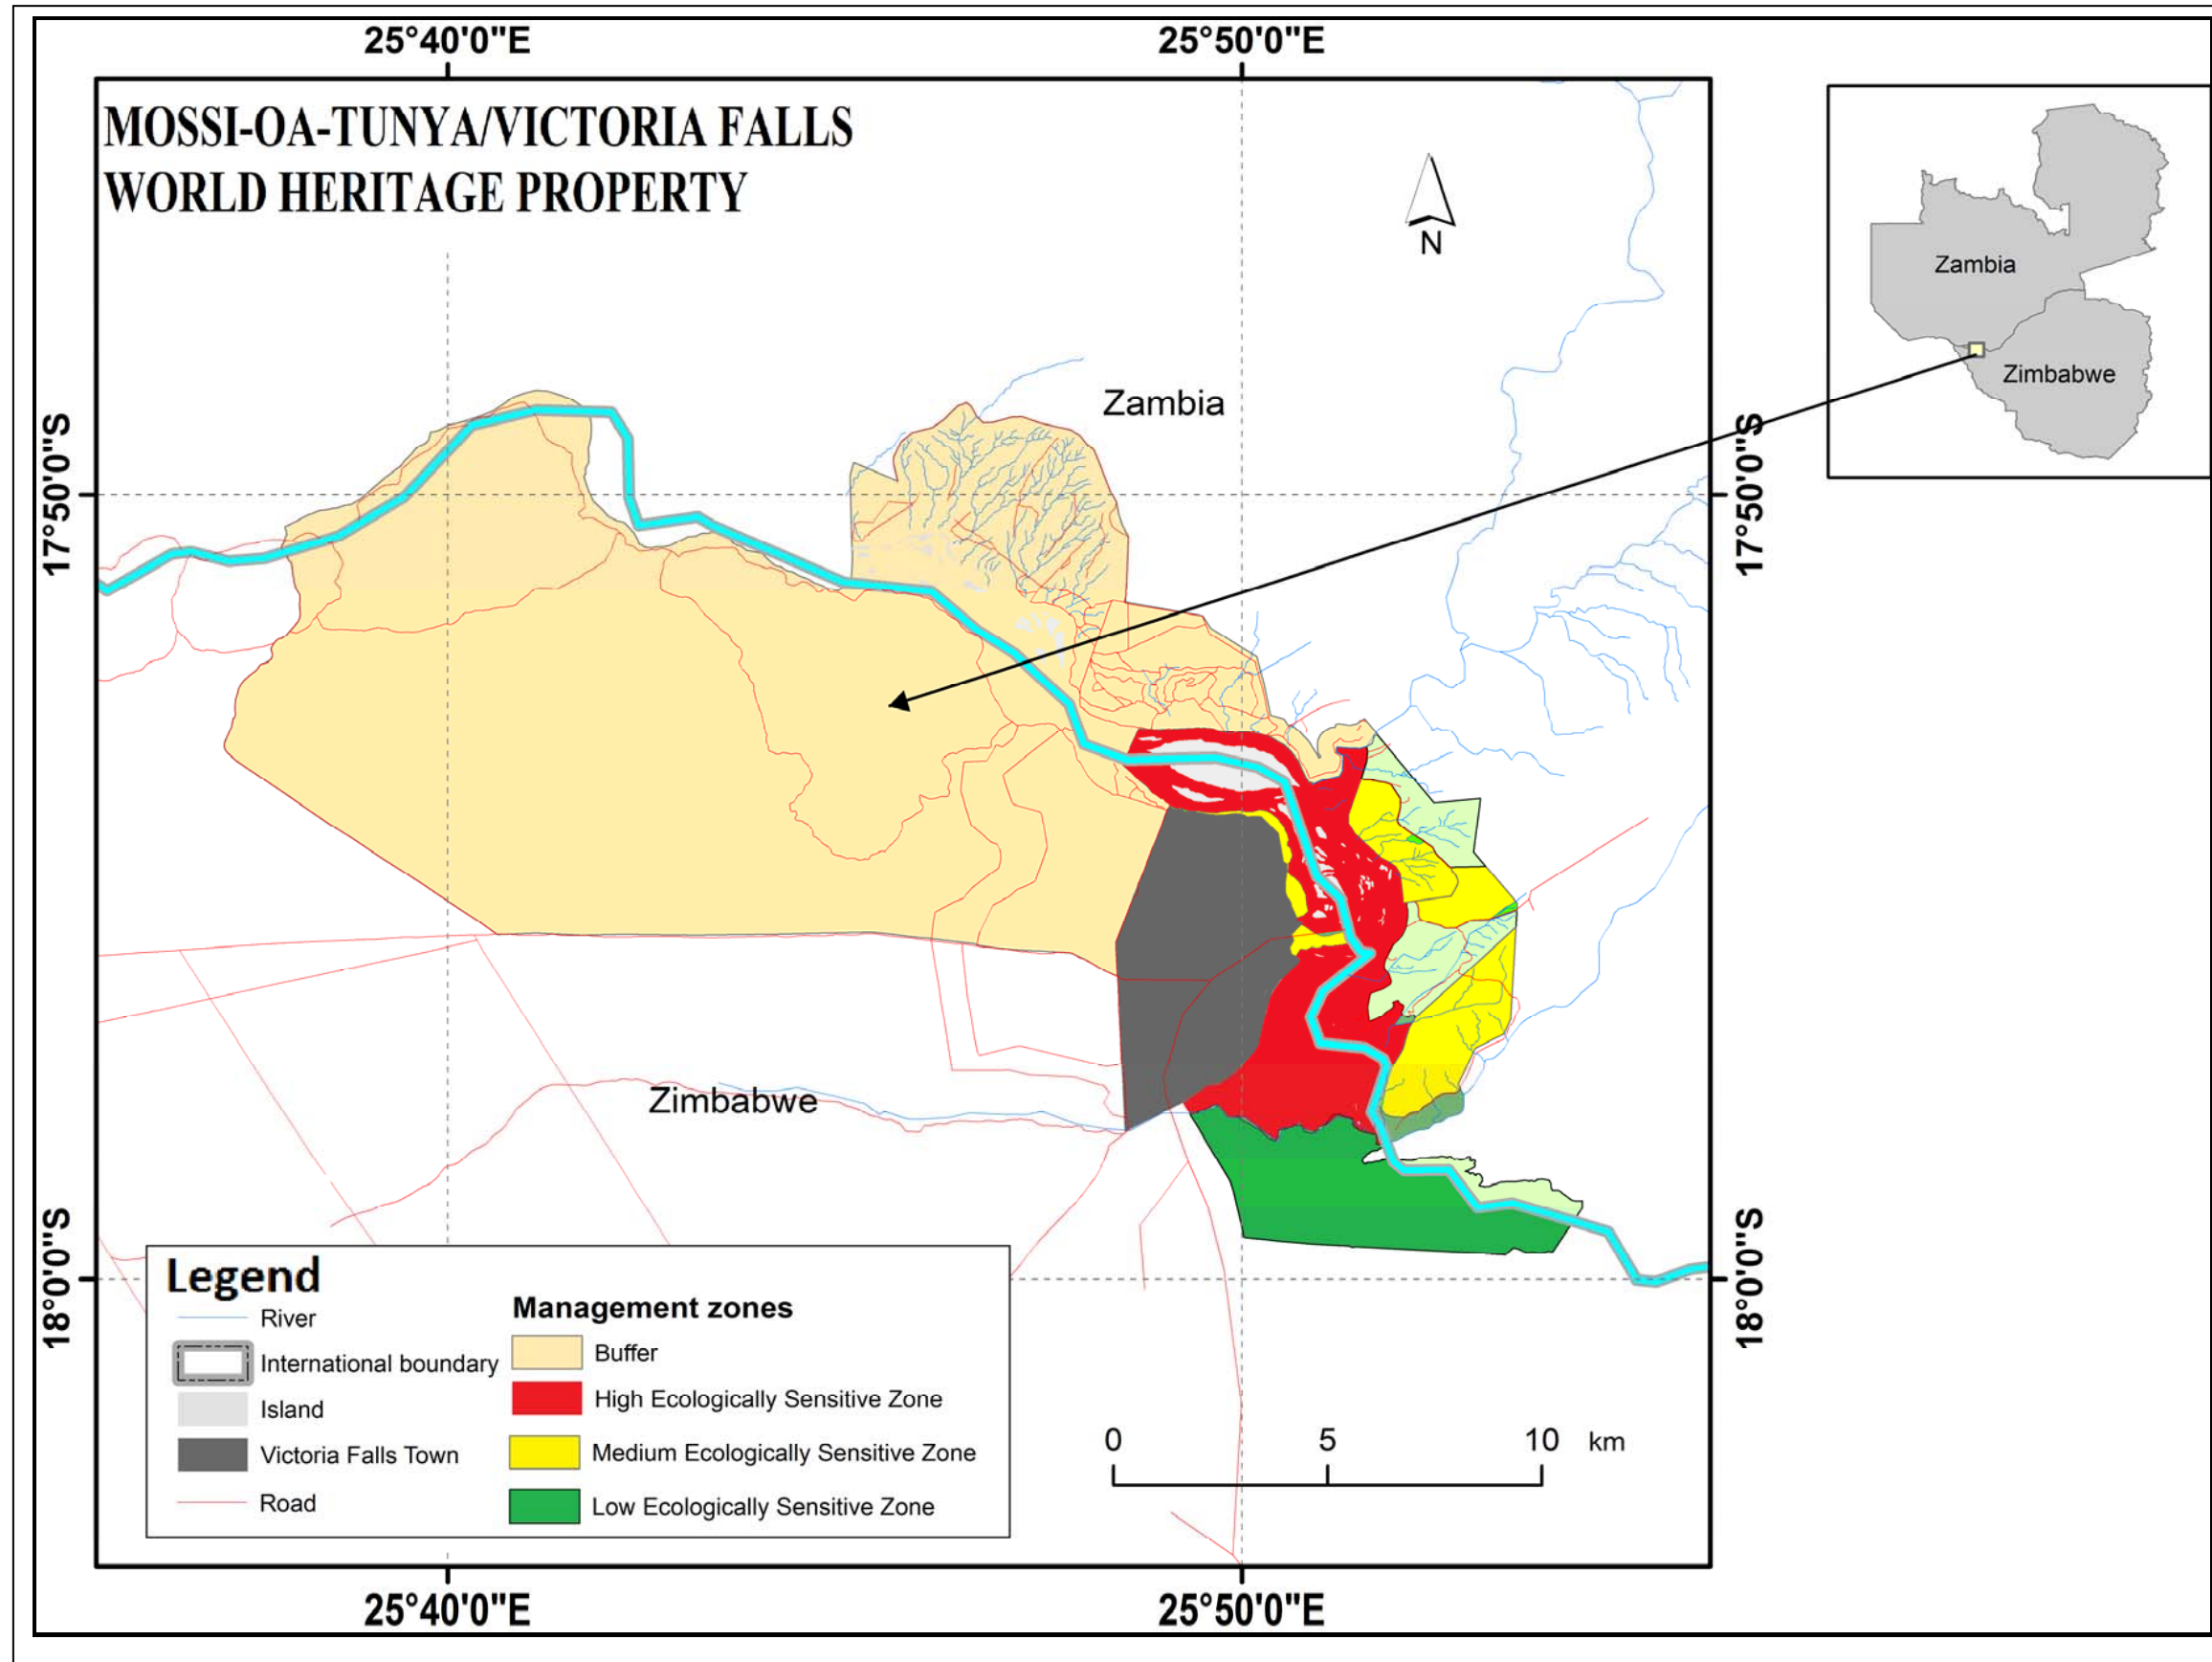 25°40'0"E
25°50'0"E
MOSSI-OA-TUNYA/VICTORIA FALLS
WORLD HERITAGE PROPERTY
N
Zambia
Zimbabwe
Zambia
17°50'0"S
17°50'0"S
Zimbabwe
18°0'0"S
18°0'0"S
Legend
River
International boundary
Island
Victoria Falls Town
Road
Management zones
Buffer
High Ecologically Sensitive Zone
Medium Ecologically Sensitive Zone
Low Ecologically Sensitive Zone
0 5 10 km
25°40'0"E
25°50'0"E